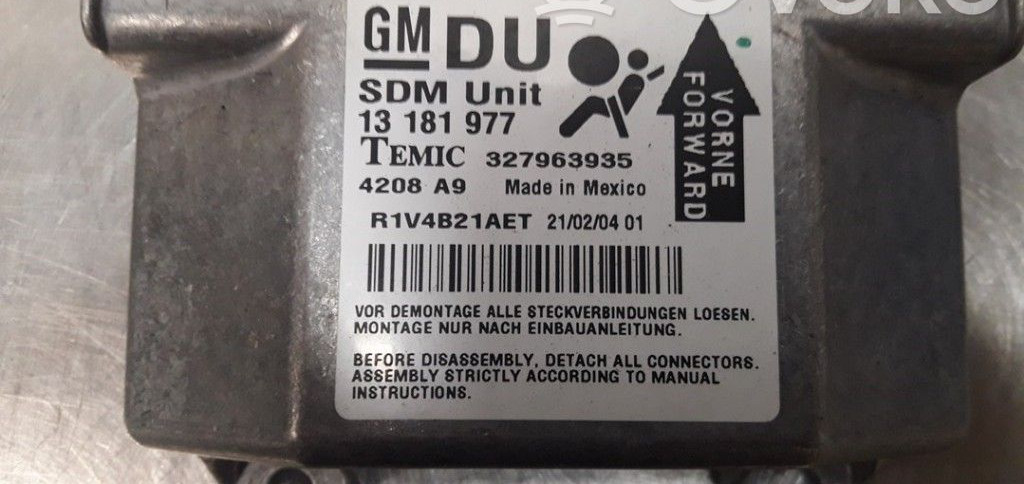 GM DU
SDM Unit
13 181 977
TEMIC 327963935
4208 A9 Made in Mexico
R1V4B21AET 21/02/04 01
VORNE
FORWARD
VOR DEMONTAGE ALLE STECKVERBINDUNGEN LOESEN.
MONTAGE NUR NACH EINBAUANLEITUNG.
BEFORE DISASSEMBLY, DETACH ALL CONNECTORS.
ASSEMBLY STRICTLY ACCORDING TO MANUAL
INSTRUCTIONS.